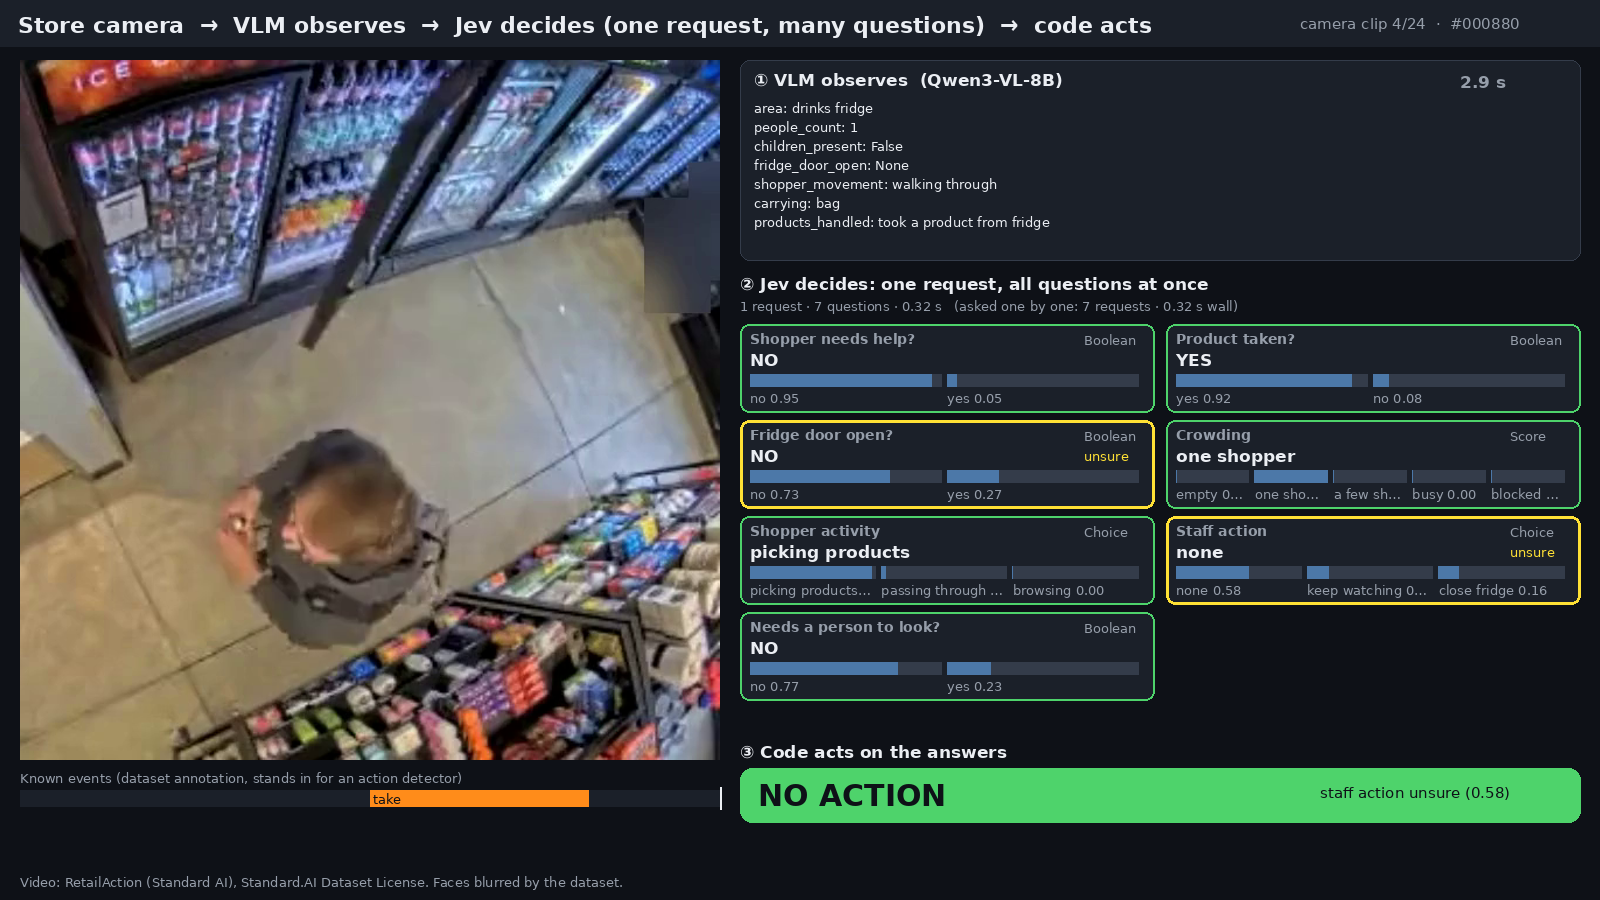 Store camera → VLM observes → Jev decides (one request, many questions) → code acts
camera clip 4/24 · #000880
ICE
① VLM observes (Qwen3-VL-8B)
2.9 s
area: drinks fridge
people_count: 1
children_present: False
fridge_door_open: None
shopper_movement: walking through
carrying: bag
products_handled: took a product from fridge
② Jev decides: one request, all questions at once
1 request · 7 questions · 0.32 s (asked one by one: 7 requests · 0.32 s wall)
Shopper needs help?
Boolean
NO
no 0.95
yes 0.05
Product taken?
Boolean
YES
yes 0.92
no 0.08
Fridge door open?
Boolean
NO
unsure
no 0.73
yes 0.27
Crowding
Score
one shopper
empty 0...
one sho...
a few sh...
busy 0.00
blocked ...
Shopper activity
Choice
picking products
picking products...
passing through ...
browsing 0.00
Staff action
Choice
none
unsure
none 0.58
keep watching 0...
close fridge 0.16
Needs a person to look?
Boolean
NO
no 0.77
yes 0.23
③ Code acts on the answers
NO ACTION
staff action unsure (0.58)
Known events (dataset annotation, stands in for an action detector)
take
Video: RetailAction (Standard AI), Standard.AI Dataset License. Faces blurred by the dataset.